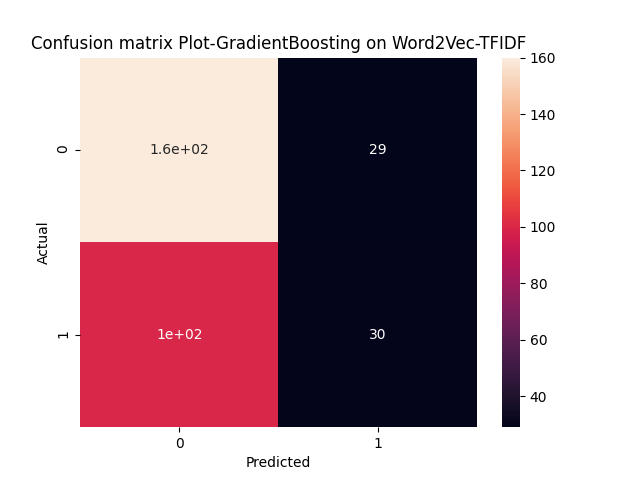 Confusion matrix Plot-GradientBoosting on Word2Vec-TFIDF
160
140
120
100
80
60
40
Actual
0
1.6e+02
29
1
1e+02
30
0
1
Predicted